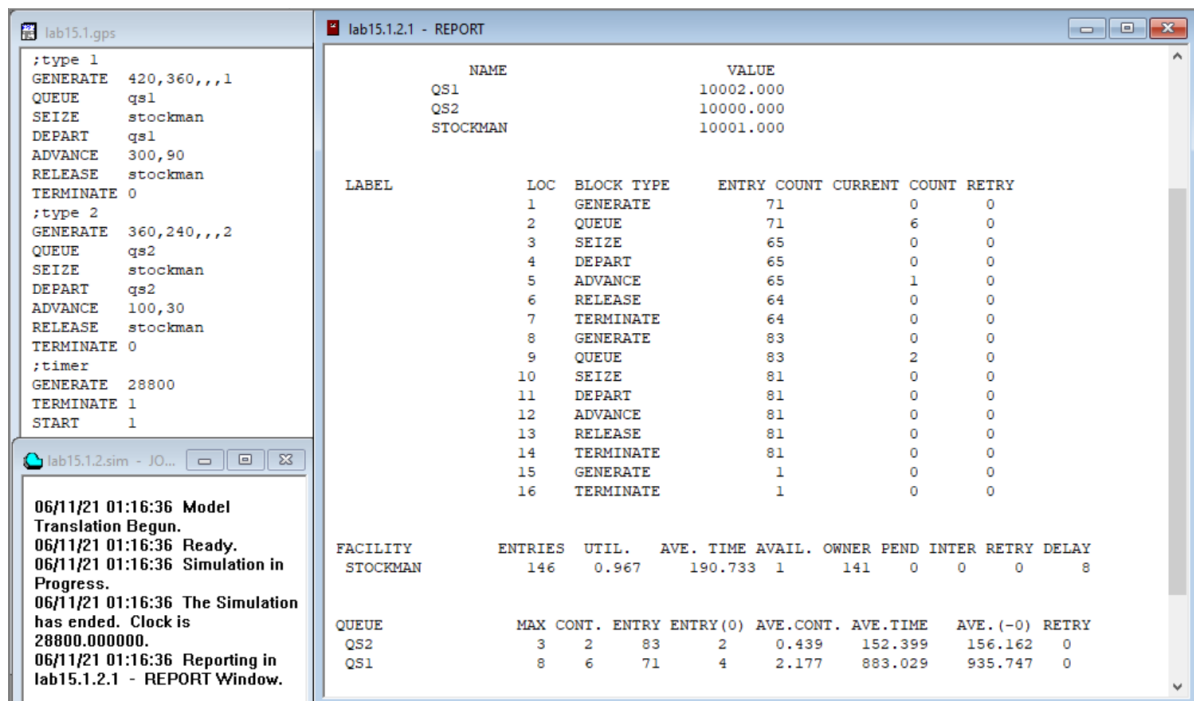 lab15.1.gps
;type 1
GENERATE 420,360,,,1
QUEUE qs1
SEIZE stockman
DEPART qs1
ADVANCE 300,90
RELEASE stockman
TERMINATE 0
;type 2
GENERATE 360,240,,,2
QUEUE qs2
SEIZE stockman
DEPART qs2
ADVANCE 100,30
RELEASE stockman
TERMINATE 0
;timer
GENERATE 28800
TERMINATE 1
START 1
lab15.1.2.sim - JO...
06/11/21 01:16:36 Model
Translation Begun.
06/11/21 01:16:36 Ready.
06/11/21 01:16:36 Simulation in
Progress.
06/11/21 01:16:36 The Simulation
has ended. Clock is
28800.000000.
06/11/21 01:16:36 Reporting in
lab15.1.2.1 - REPORT Window.
lab15.1.2.1 - REPORT
NAME VALUE
QS1 10002.000
QS2 10000.000
STOCKMAN 10001.000
LABEL LOC BLOCK TYPE ENTRY COUNT CURRENT COUNT RETRY
1 GENERATE 71 0 0
2 QUEUE 71 6 0
3 SEIZE 65 0 0
4 DEPART 65 0 0
5 ADVANCE 65 1 0
6 RELEASE 64 0 0
7 TERMINATE 64 0 0
8 GENERATE 83 0 0
9 QUEUE 83 2 0
10 SEIZE 81 0 0
11 DEPART 81 0 0
12 ADVANCE 81 0 0
13 RELEASE 81 0 0
14 TERMINATE 81 0 0
15 GENERATE 1 0 0
16 TERMINATE 1 0 0
FACILITY ENTRIES UTIL. AVE. TIME AVAIL. OWNER PEND INTER RETRY DELAY
STOCKMAN 146 0.967 190.733 1 141 0 0 0 8
QUEUE MAX CONT. ENTRY ENTRY(0) AVE.CONT. AVE.TIME AVE.(-0) RETRY
QS2 3 2 83 2 0.439 152.399 156.162 0
QS1 8 6 71 4 2.177 883.029 935.747 0